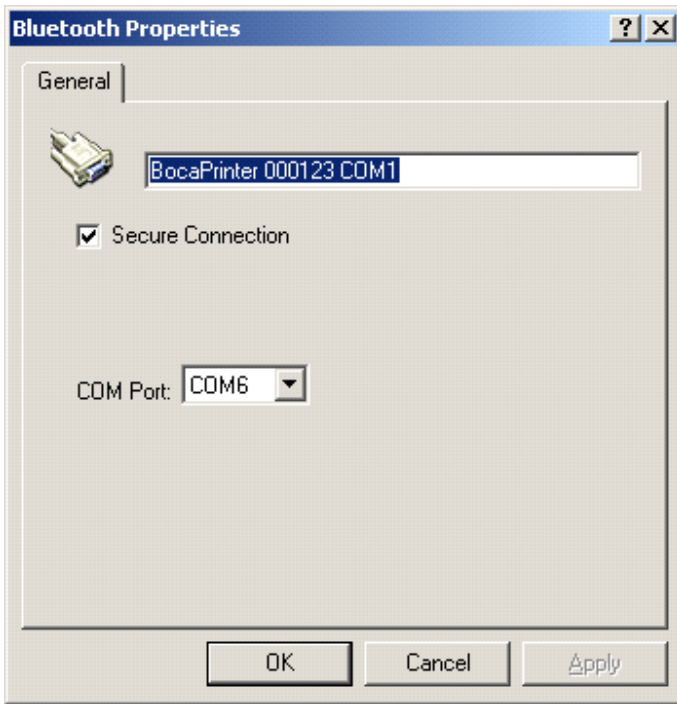 Bluetooth Properties
General
BocaPrinter 000123 COM1
Secure Connection
COM Port: COM6
OK Cancel Apply